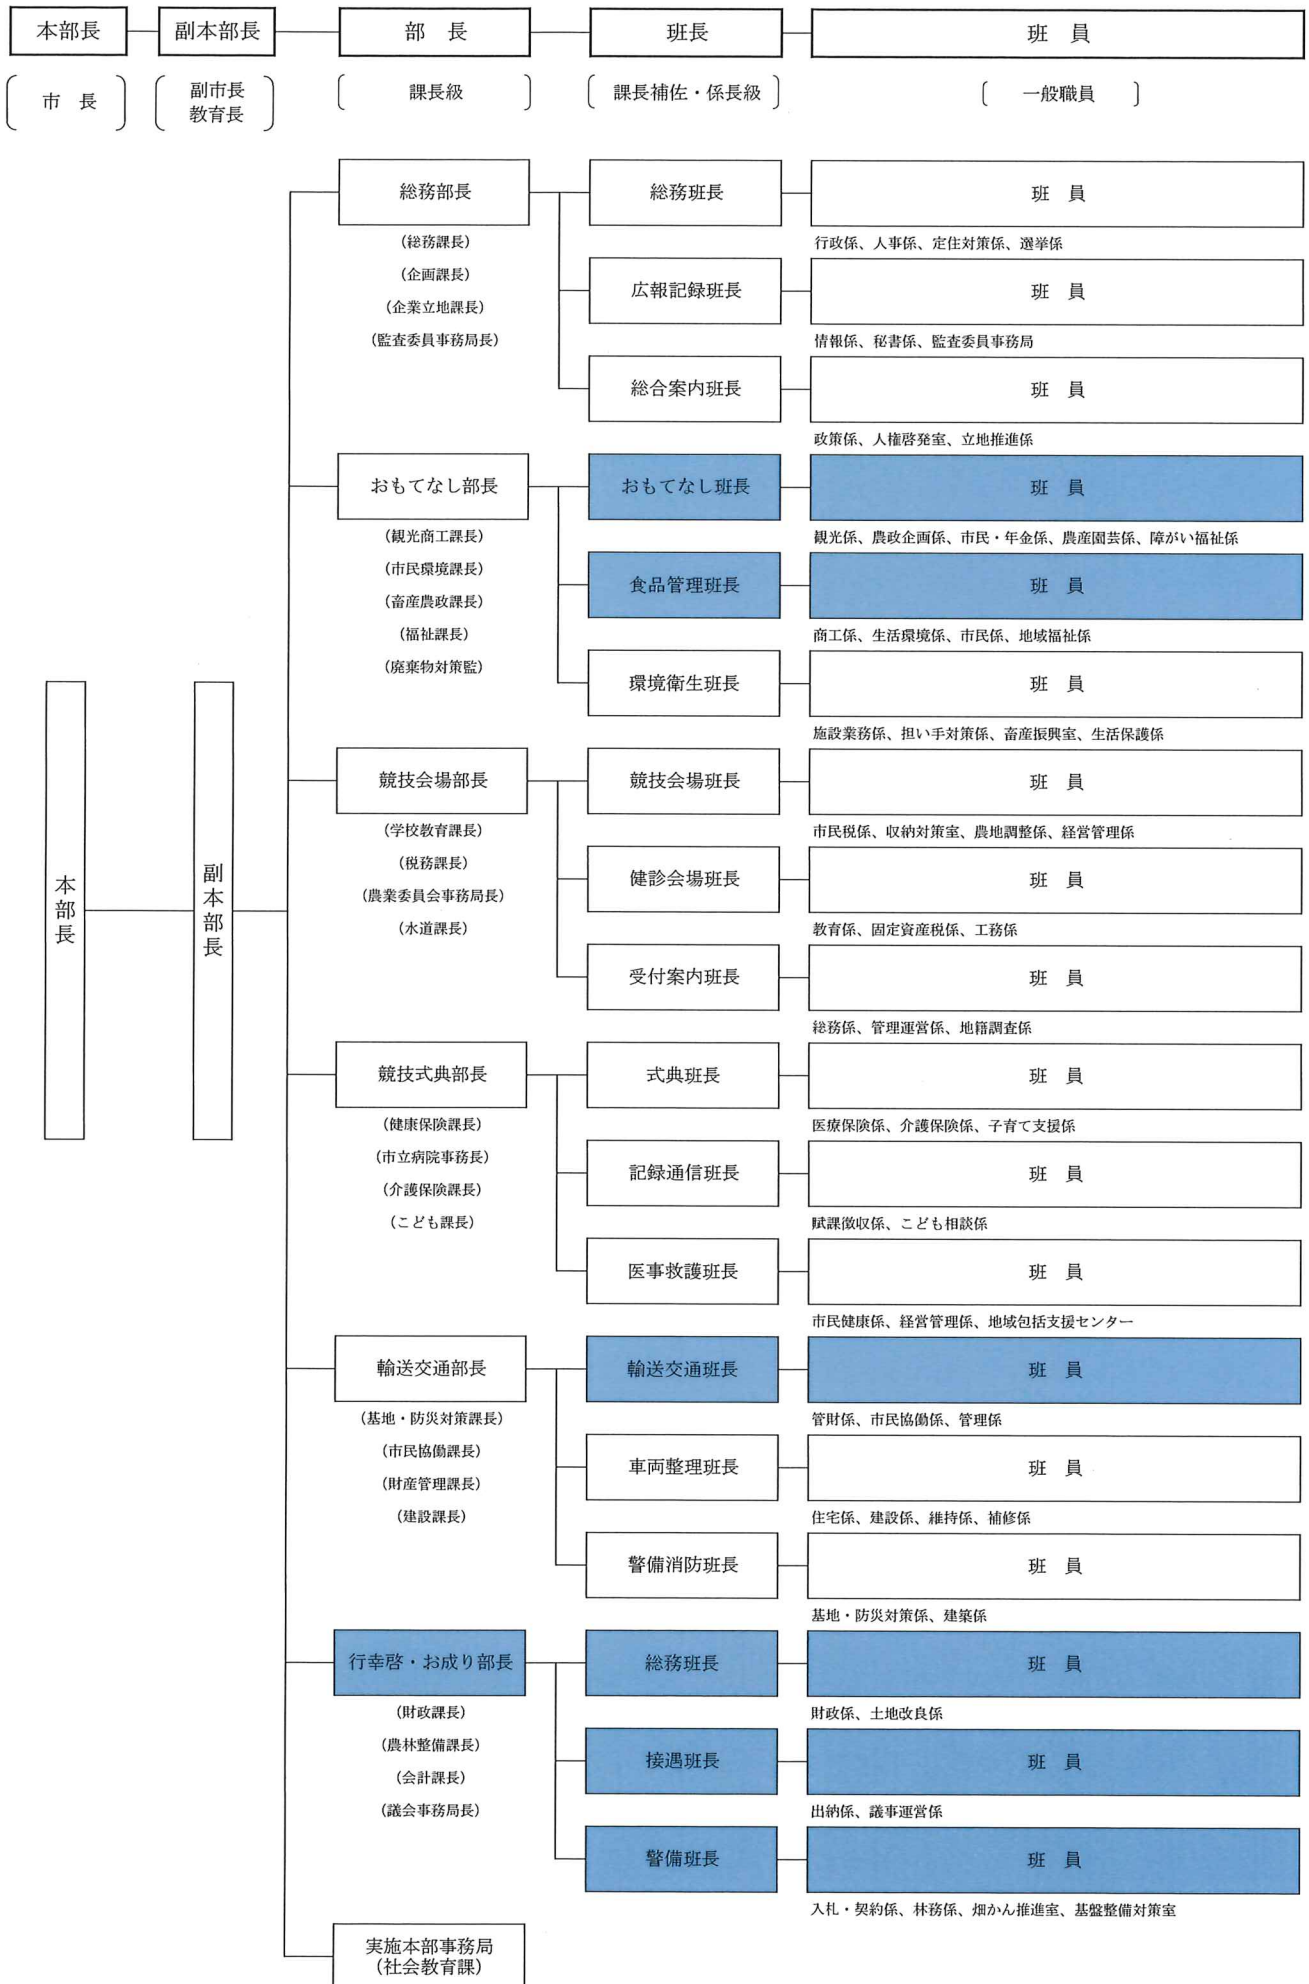 本部長
副本部長
部　長
班長
班　員
市　長
副市長
教育長
課長級
課長補佐・係長級
一般職員
本部長
副本部長
総務部長
(総務課長)
(企画課長)
(企業立地課長)
(監査委員事務局長)
総務班長
班　員
行政係、人事係、定住対策係、選挙係
広報記録班長
班　員
情報係、秘書係、監査委員事務局
総合案内班長
班　員
政策係、人権啓発室、立地推進係
おもてなし部長
(観光商工課長)
(市民環境課長)
(畜産農政課長)
(福祉課長)
(廃棄物対策監)
おもてなし班長
班　員
観光係、農政企画係、市民・年金係、農産園芸係、障がい福祉係
食品管理班長
班　員
商工係、生活環境係、市民係、地域福祉係
環境衛生班長
班　員
施設業務係、担い手対策係、畜産振興室、生活保護係
競技会場部長
(学校教育課長)
(税務課長)
(農業委員会事務局長)
(水道課長)
競技会場班長
班　員
市民税係、収納対策室、農地調整係、経営管理係
健診会場班長
班　員
教育係、固定資産税係、工務係
受付案内班長
班　員
総務係、管理運営係、地籍調査係
競技式典部長
(健康保険課長)
(市立病院事務長)
(介護保険課長)
(こども課長)
式典班長
班　員
医療保険係、介護保険係、子育て支援係
記録通信班長
班　員
賦課徴収係、こども相談係
医事救護班長
班　員
市民健康係、経営管理係、地域包括支援センター
輸送交通部長
(基地・防災対策課長)
(市民協働課長)
(財産管理課長)
(建設課長)
輸送交通班長
班　員
管財係、市民協働係、管理係
車両整理班長
班　員
住宅係、建設係、維持係、補修係
警備消防班長
班　員
基地・防災対策係、建築係
行幸啓・お成り部長
(財政課長)
(農林整備課長)
(会計課長)
(議会事務局長)
総務班長
班　員
財政係、土地改良係
接遇班長
班　員
出納係、議事運営係
警備班長
班　員
入札・契約係、林務係、畑かん推進室、基盤整備対策室
実施本部事務局
(社会教育課)